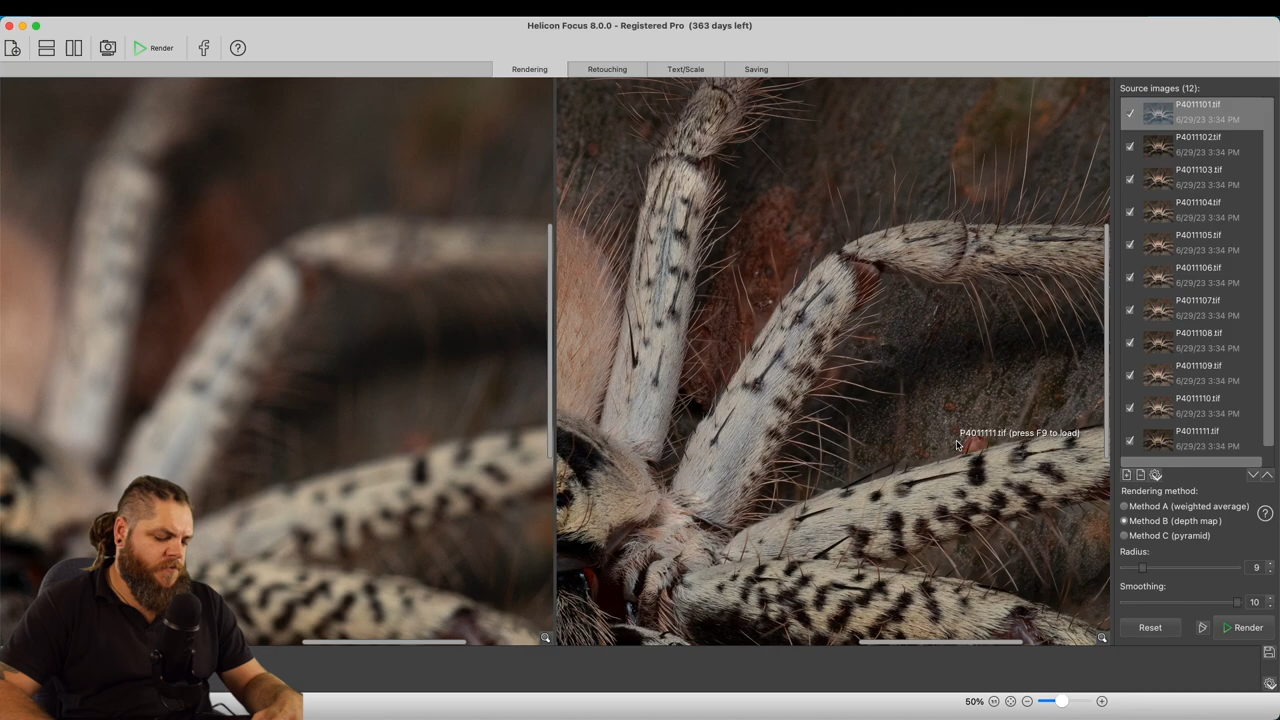 Helicon Focus 8.0.0 - Registered Pro (363 days left)
Render
Rendering
Retouching
Text/Scale
Saving
Source images (12):
P4011101.tif
6/29/23 3:34 PM
P4011102.tif
6/29/23 3:34 PM
P4011103.tif
6/29/23 3:34 PM
P4011104.tif
6/29/23 3:34 PM
P4011105.tif
6/29/23 3:34 PM
P4011106.tif
6/29/23 3:34 PM
P4011107.tif
6/29/23 3:34 PM
P4011108.tif
6/29/23 3:34 PM
P4011109.tif
6/29/23 3:34 PM
P4011110.tif
6/29/23 3:34 PM
P4011111.tif
6/29/23 3:34 PM
P4011111.tif (press F9 to load)
Rendering method:
Method A (weighted average)
Method B (depth map)
Method C (pyramid)
Radius:
9
Smoothing:
10
Reset
Render
50%